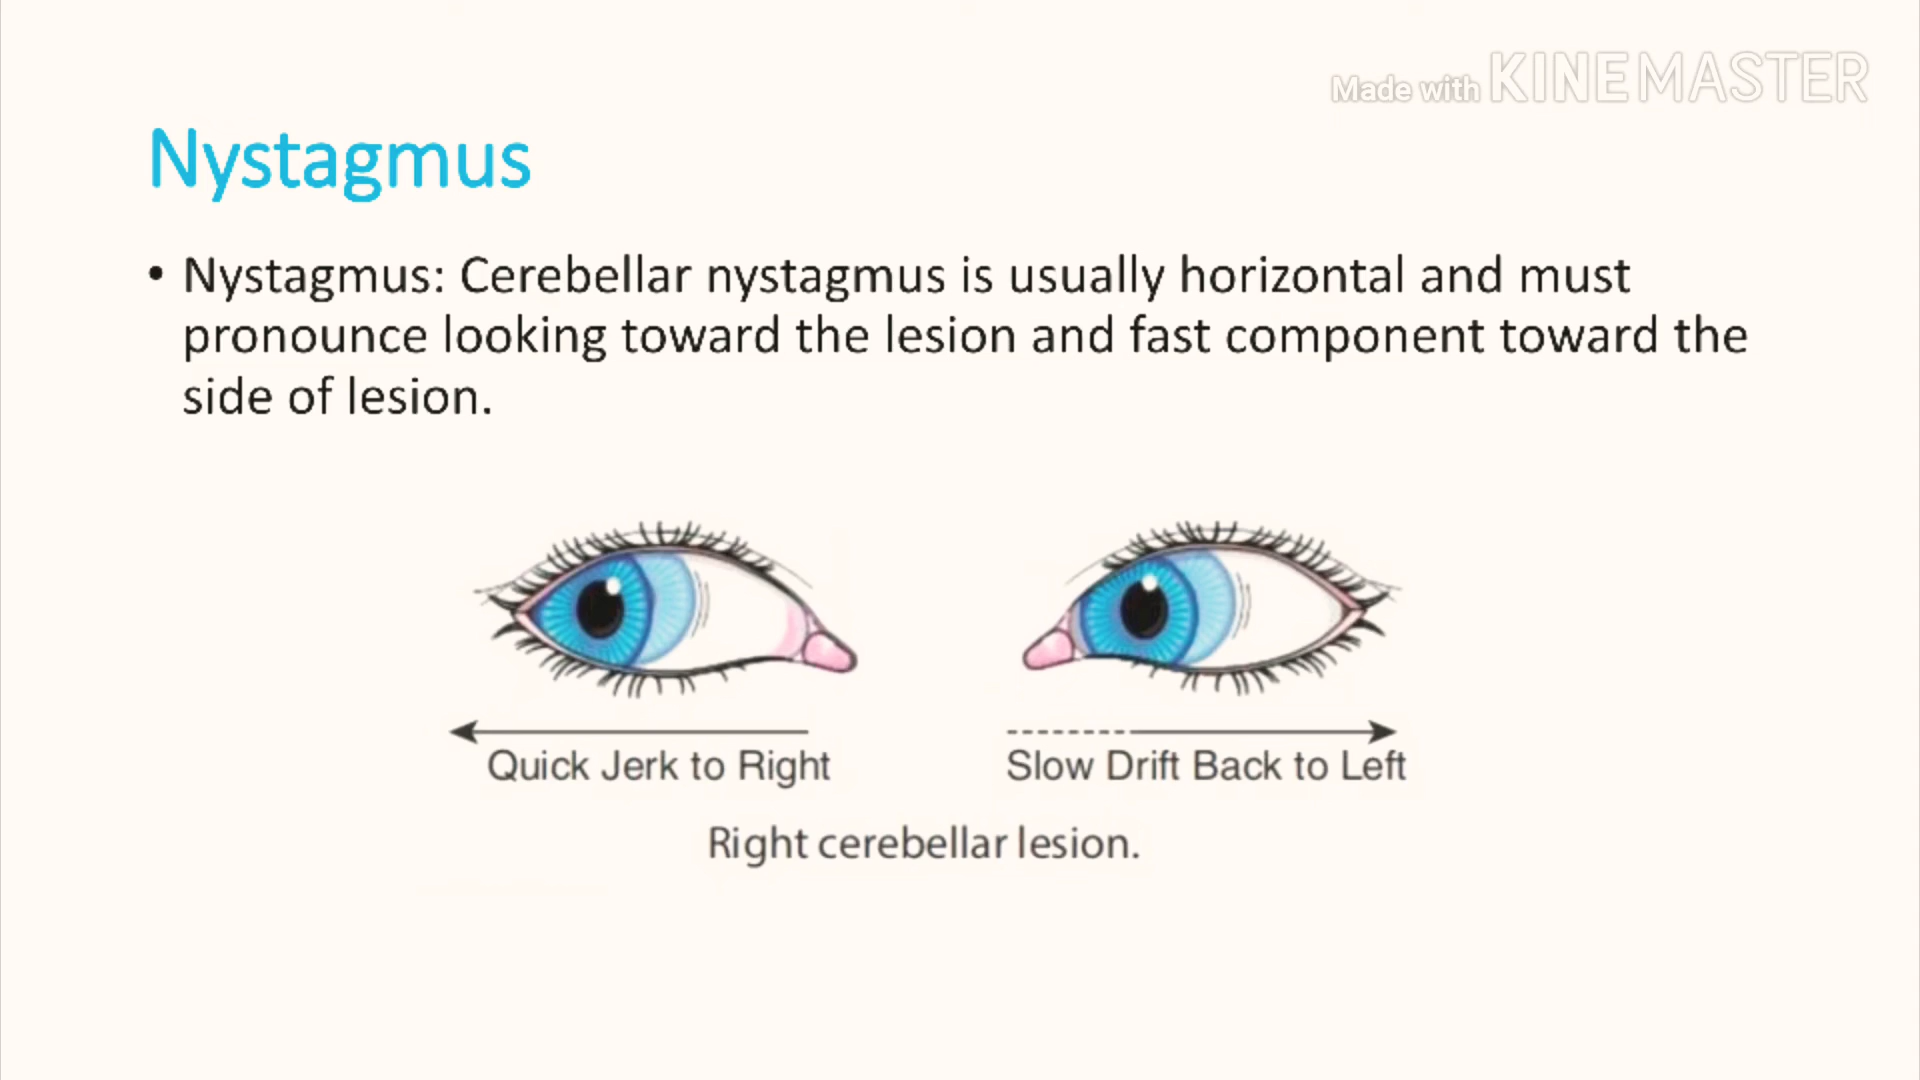 Made with KINEMASTER
Nystagmus
• Nystagmus: Cerebellar nystagmus is usually horizontal and must
pronounce looking toward the lesion and fast component toward the
side of lesion.
Quick Jerk to Right
Slow Drift Back to Left
Right cerebellar lesion.